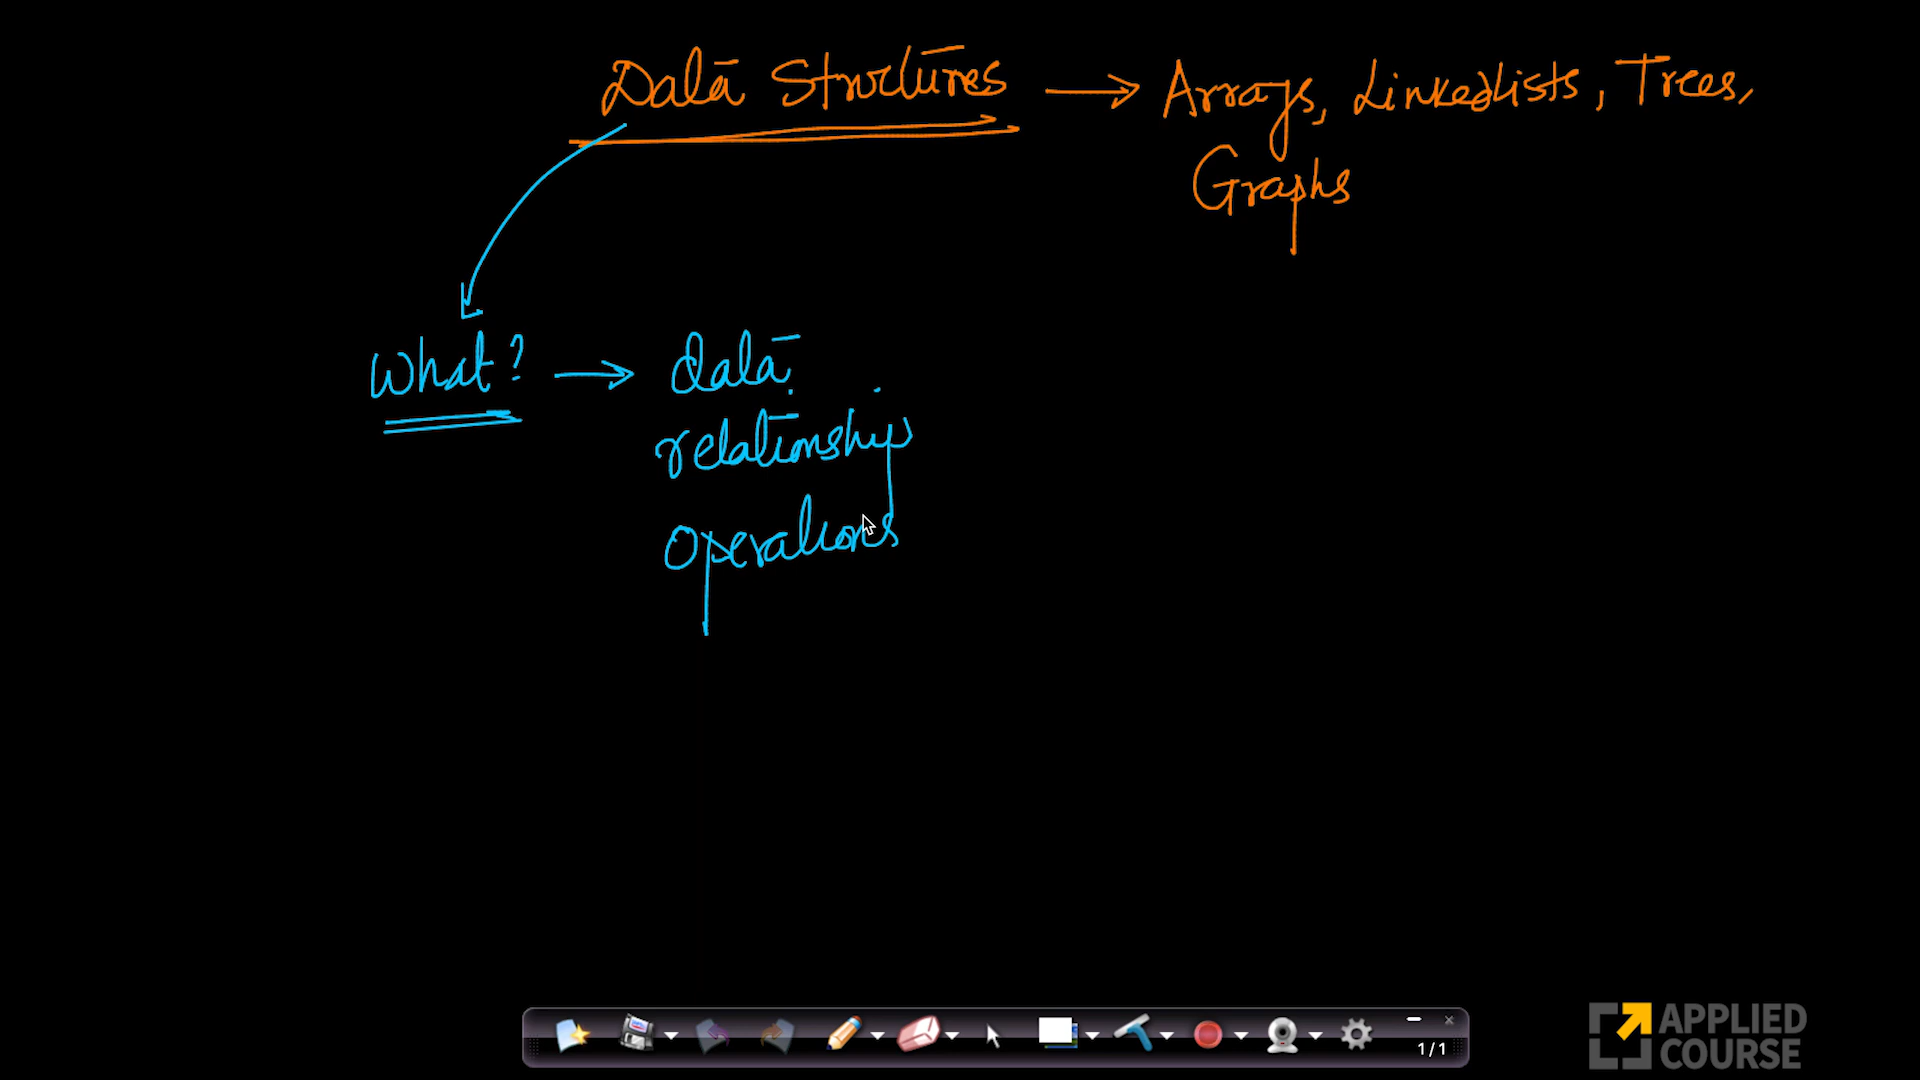 Data Structures → Arrays, LinkedLists, Trees,
Graphs
What? → data
relationship
operations
1/1
APPLIED
COURSE